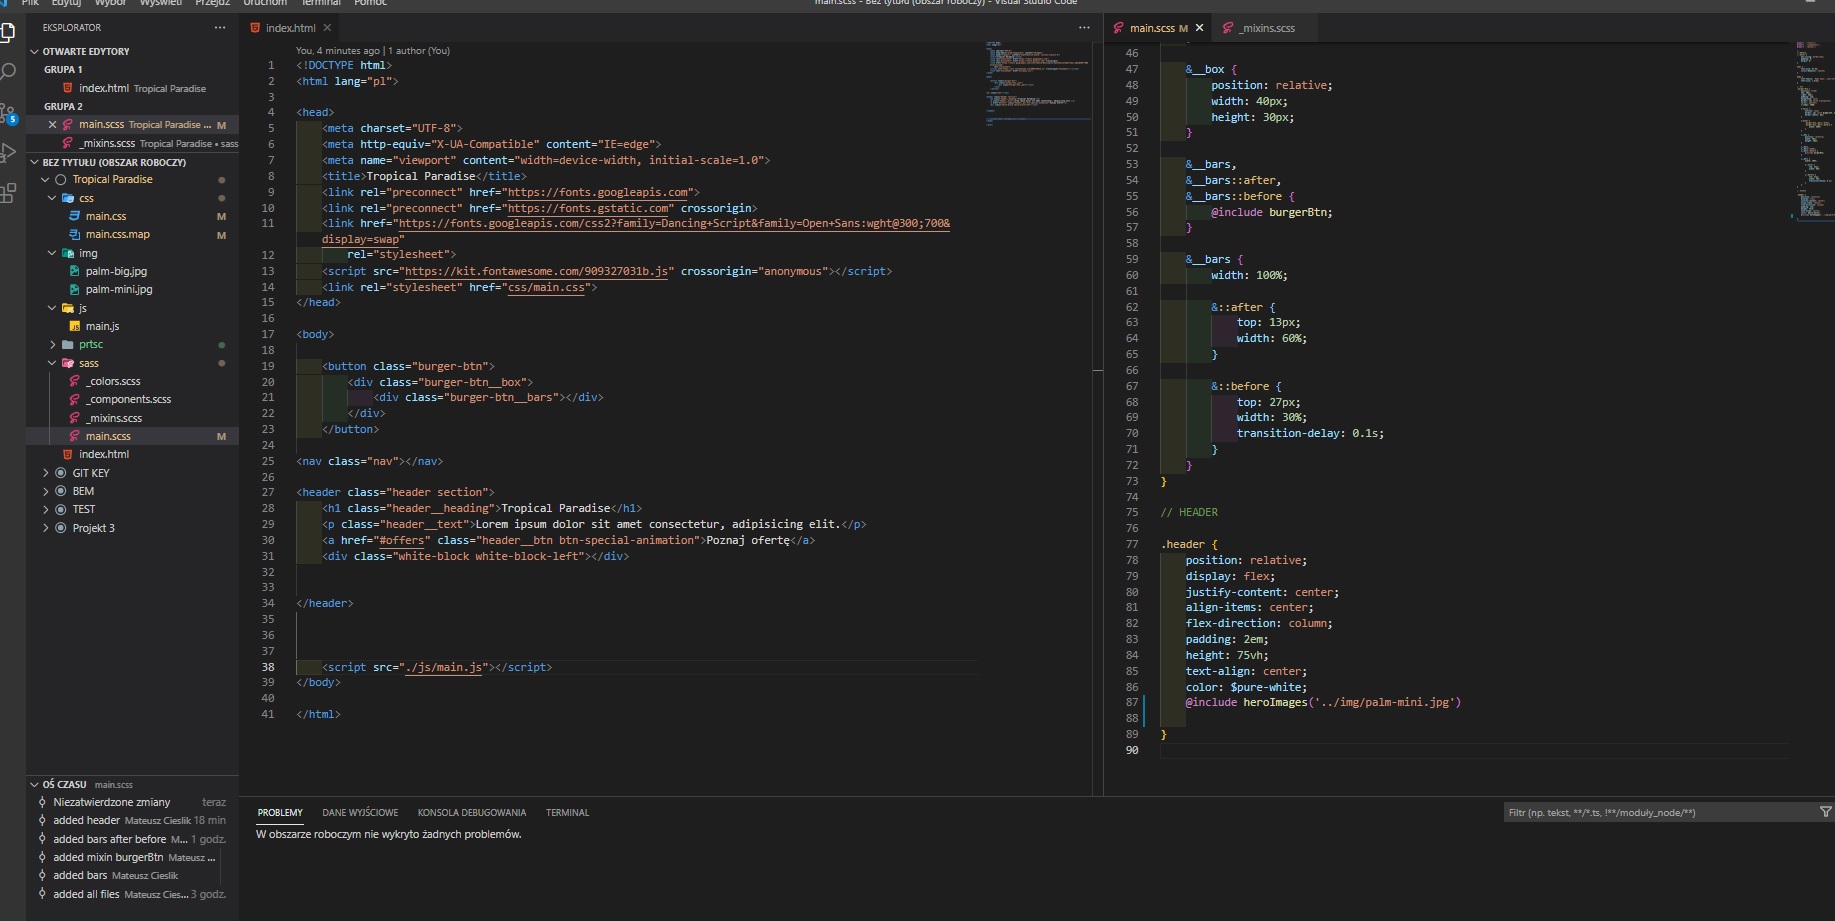 Plik Edytuj Wybór Wyświetl Przejdź Uruchom Terminal Pomoc
main.scss - Bez tytułu (obszar roboczy) - Visual Studio Code
EKSPLORATOR ...
OTWARTE EDYTORY
GRUPA 1
index.html Tropical Paradise
GRUPA 2
main.scss Tropical Paradise ... M
_mixins.scss Tropical Paradise • sass
BEZ TYTUŁU (OBSZAR ROBOCZY)
Tropical Paradise
css
main.css M
main.css.map M
img
palm-big.jpg
palm-mini.jpg
js
JS main.js
prtsc
sass
_colors.scss
_components.scss
_mixins.scss
main.scss M
index.html
GIT KEY
BEM
TEST
Projekt 3
5
OŚ CZASU main.scss
Niezatwierdzone zmiany teraz
added header Mateusz Cieslik 18 min
added bars after before M... 1 godz.
added mixin burgerBtn Mateusz ...
added bars Mateusz Cieslik
added all files Mateusz Cies... 3 godz.
index.html
You, 4 minutes ago | 1 author (You)
1 <!DOCTYPE html>
2 <html lang="pl">
3
4 <head>
5 <meta charset="UTF-8">
6 <meta http-equiv="X-UA-Compatible" content="IE=edge">
7 <meta name="viewport" content="width=device-width, initial-scale=1.0">
8 <title>Tropical Paradise</title>
9 <link rel="preconnect" href="https://fonts.googleapis.com">
10 <link rel="preconnect" href="https://fonts.gstatic.com" crossorigin>
11 <link href="https://fonts.googleapis.com/css2?family=Dancing+Script&family=Open+Sans:wght@300;700&
display=swap"
12 rel="stylesheet">
13 <script src="https://kit.fontawesome.com/909327031b.js" crossorigin="anonymous"></script>
14 <link rel="stylesheet" href="css/main.css">
15 </head>
16
17 <body>
18
19 <button class="burger-btn">
20 <div class="burger-btn__box">
21 <div class="burger-btn__bars"></div>
22 </div>
23 </button>
24
25 <nav class="nav"></nav>
26
27 <header class="header section">
28 <h1 class="header__heading">Tropical Paradise</h1>
29 <p class="header__text">Lorem ipsum dolor sit amet consectetur, adipisicing elit.</p>
30 <a href="#offers" class="header__btn btn-special-animation">Poznaj ofertę</a>
31 <div class="white-block white-block-left"></div>
32
33
34 </header>
35
36
37
38 <script src="./js/main.js"></script>
39 </body>
40
41 </html>
main.scss M _mixins.scss
46
47 &__box {
48 position: relative;
49 width: 40px;
50 height: 30px;
51 }
52
53 &__bars,
54 &__bars::after,
55 &__bars::before {
56 @include burgerBtn;
57 }
58
59 &__bars {
60 width: 100%;
61
62 &::after {
63 top: 13px;
64 width: 60%;
65 }
66
67 &::before {
68 top: 27px;
69 width: 30%;
70 transition-delay: 0.1s;
71 }
72 }
73 }
74
75 // HEADER
76
77 .header {
78 position: relative;
79 display: flex;
80 justify-content: center;
81 align-items: center;
82 flex-direction: column;
83 padding: 2em;
84 height: 75vh;
85 text-align: center;
86 color: $pure-white;
87 @include heroImages('../img/palm-mini.jpg')
88
89 }
90
PROBLEMY DANE WYJŚCIOWE KONSOLA DEBUGOWANIA TERMINAL
Filtr (np. tekst, **/*.ts, !**/moduły_node/**)
W obszarze roboczym nie wykryto żadnych problemów.